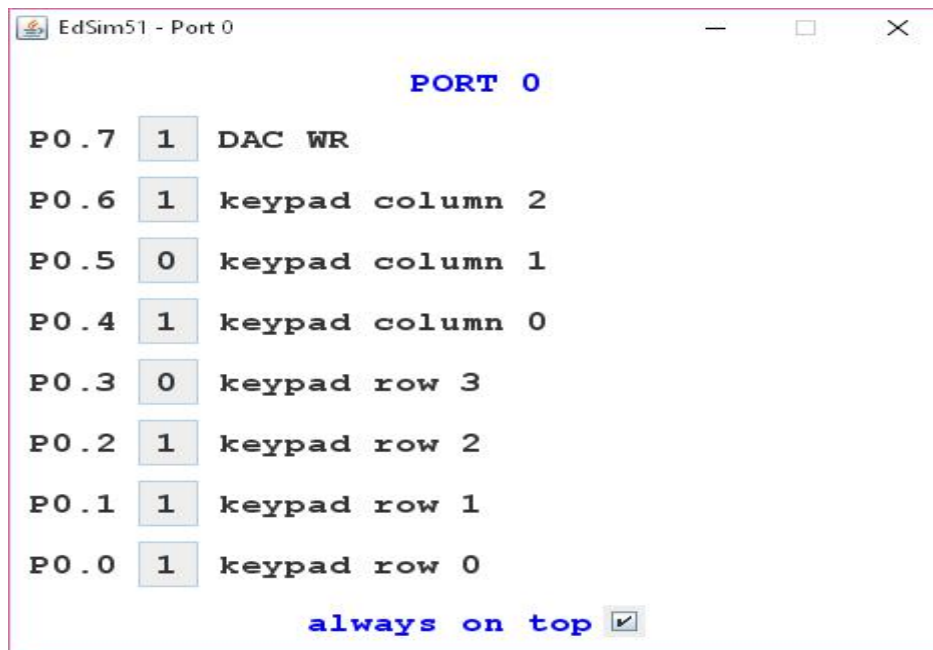 EdSim51 - Port 0
PORT 0
P0.7 1 DAC WR
P0.6 1 keypad column 2
P0.5 0 keypad column 1
P0.4 1 keypad column 0
P0.3 0 keypad row 3
P0.2 1 keypad row 2
P0.1 1 keypad row 1
P0.0 1 keypad row 0
always on top